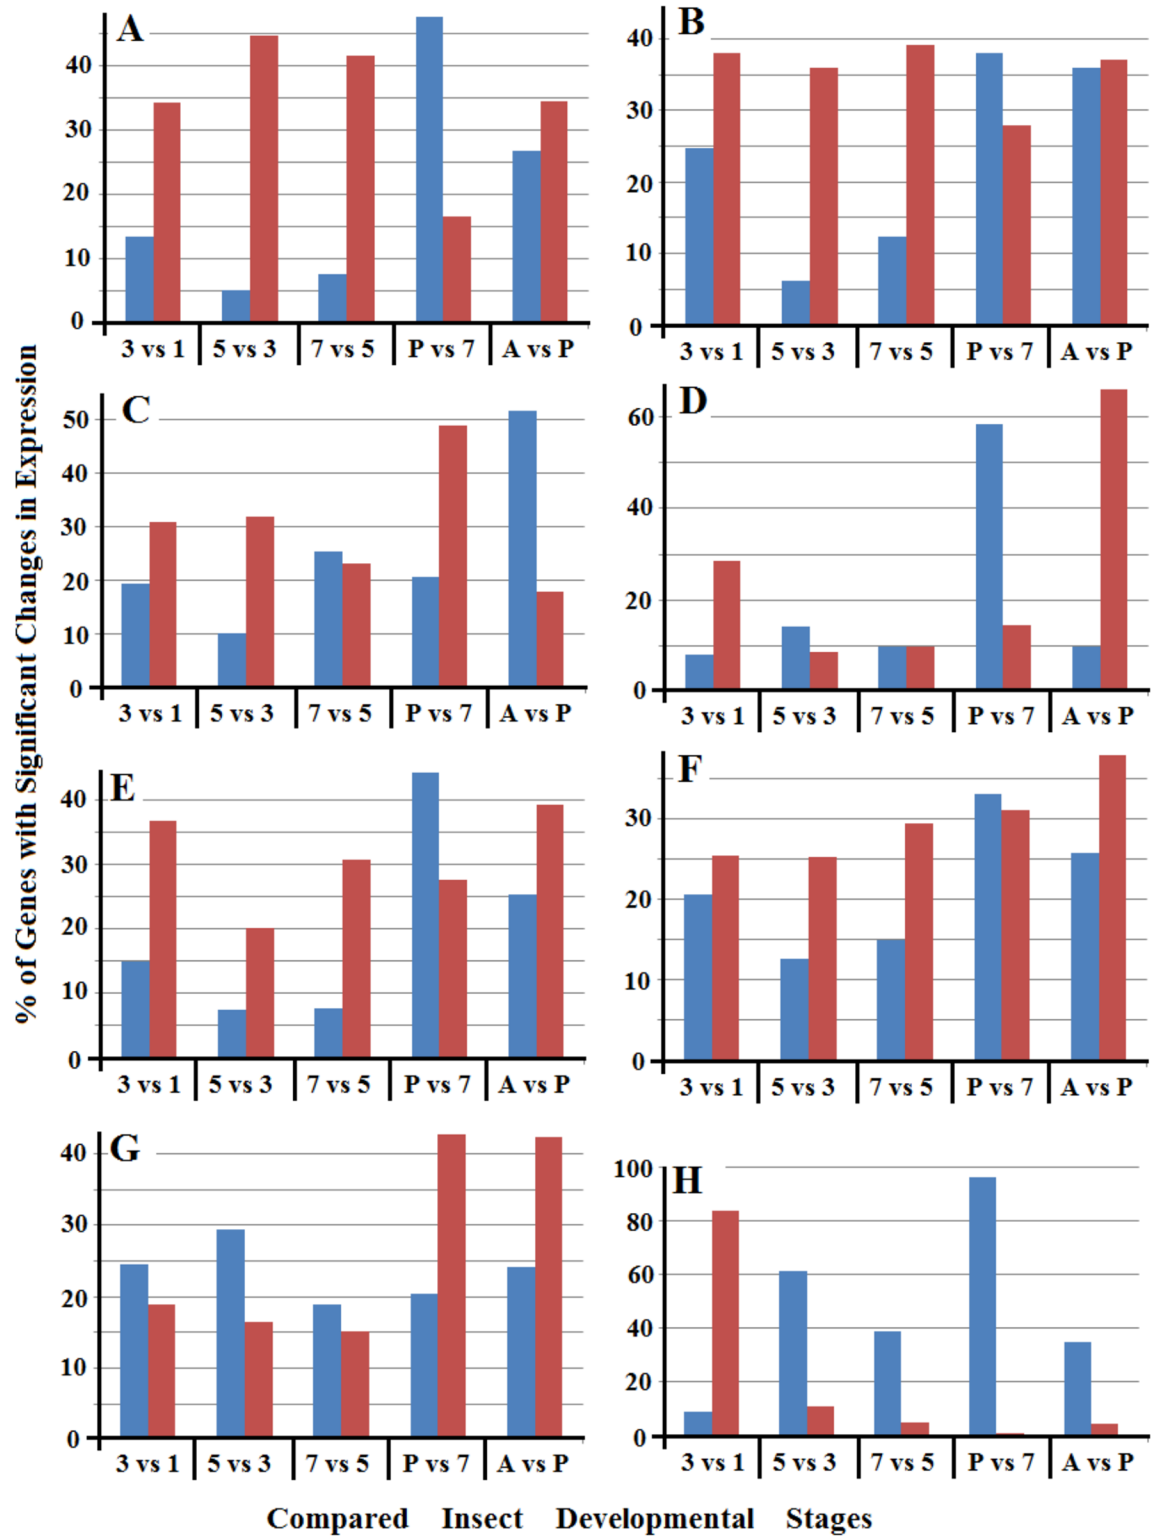 % of Genes with Significant Changes in Expression
A
40
30
20
10
0
3 vs 1 5 vs 3 7 vs 5 P vs 7 A vs P
B
40
30
20
10
0
3 vs 1 5 vs 3 7 vs 5 P vs 7 A vs P
C
50
40
30
20
10
0
3 vs 1 5 vs 3 7 vs 5 P vs 7 A vs P
D
60
40
20
0
3 vs 1 5 vs 3 7 vs 5 P vs 7 A vs P
E
40
30
20
10
0
3 vs 1 5 vs 3 7 vs 5 P vs 7 A vs P
F
30
20
10
0
3 vs 1 5 vs 3 7 vs 5 P vs 7 A vs P
G
40
30
20
10
0
3 vs 1 5 vs 3 7 vs 5 P vs 7 A vs P
H
100
80
60
40
20
0
3 vs 1 5 vs 3 7 vs 5 P vs 7 A vs P
Compared Insect Developmental Stages